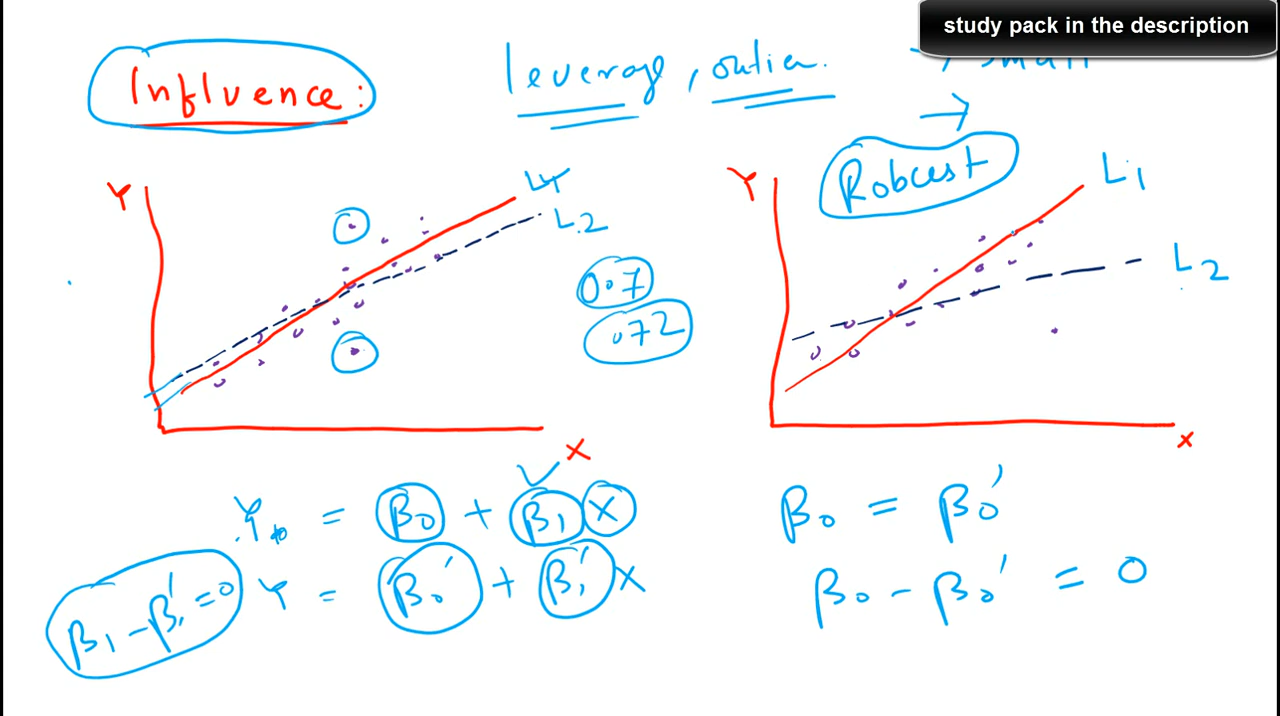 study pack in the description
Influence:
leverage, outlier.
→
Robust
Y
L1
L2
0.7
.72
X
Y
L1
L2
X
Y = β0 + β1 X
Y = β0' + β1' X
β1 - β1' = 0
β0 = β0'
β0 - β0' = 0